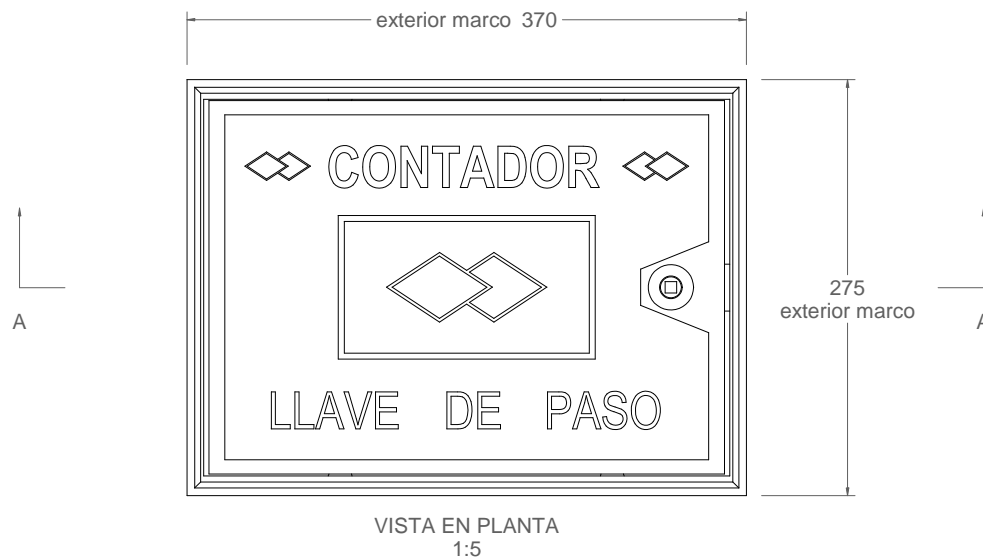 exterior marco 370
CONTADOR
275
exterior marco
A
A
LLAVE DE PASO
VISTA EN PLANTA
1:5